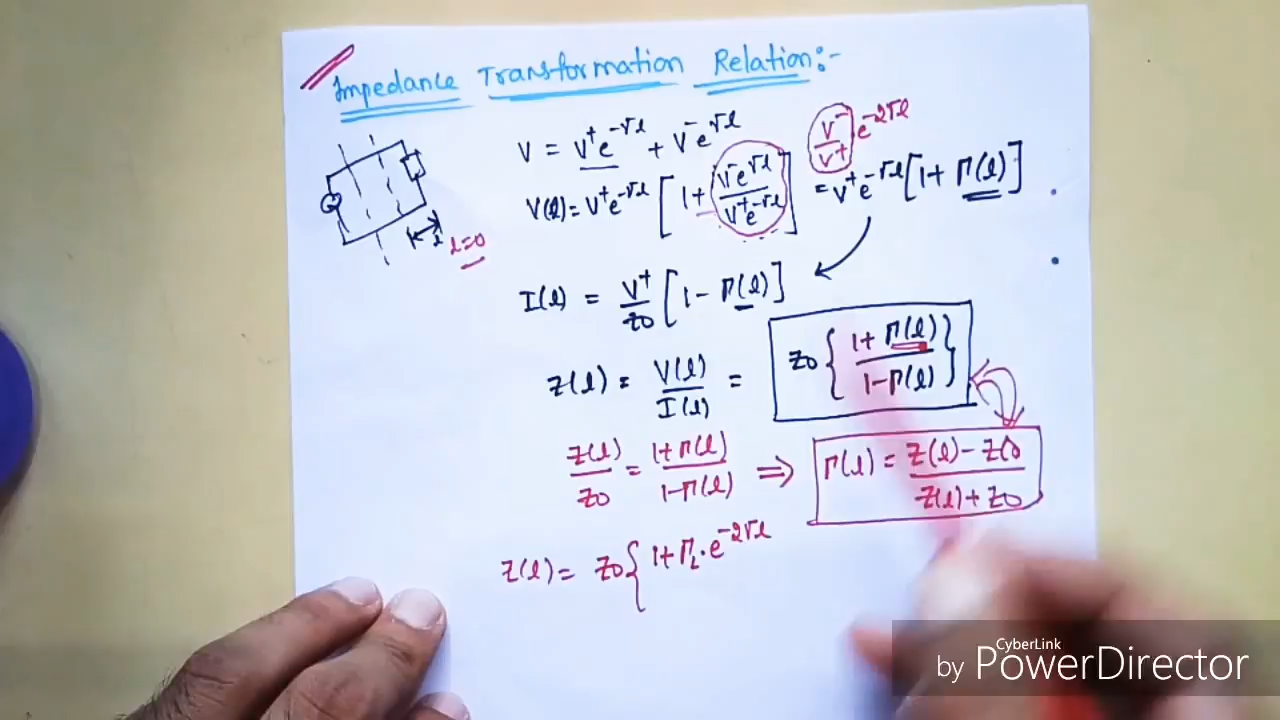 Impedance Transformation Relation:-
V = V⁺e^-γl + V⁻e^γl
V⁻/V⁺ e^-2γl
V(l) = V⁺e^-γl [1 + V⁻e^γl / V⁺e^-γl] = V⁺e^-γl [1 + Γ(l)]
l
l=0
I(l) = V⁺/Z0 [1 - Γ(l)]
Z(l) = V(l)/I(l) = Z0 {1 + Γ(l) / 1 - Γ(l)}
Z(l)/Z0 = 1+Γ(l) / 1-Γ(l) ⇒ Γ(l) = Z(l) - Z0 / Z(l) + Z0
Z(l) = Z0 { 1+ΓL·e^-2γl
CyberLink
by PowerDirector